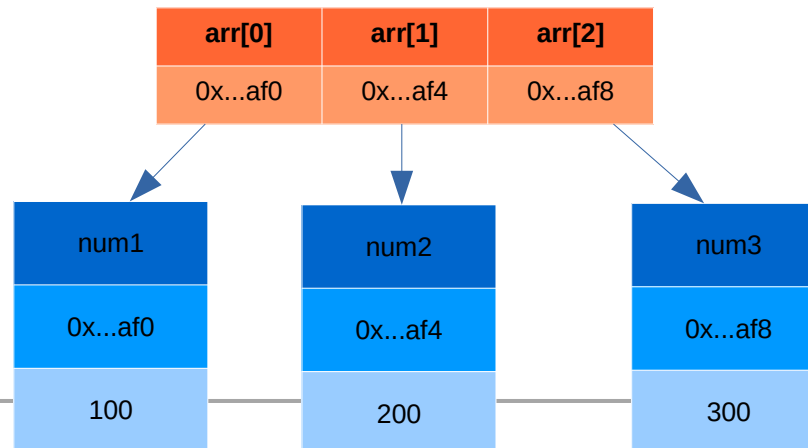 arr[0] arr[1] arr[2]
0x...af0 0x...af4 0x...af8
num1 num2 num3
0x...af0 0x...af4 0x...af8
100 200 300